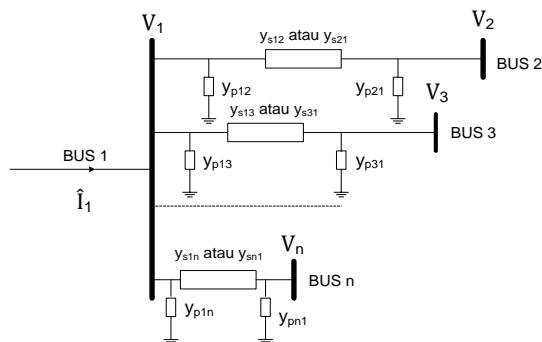 V1
V2
ys12 atau ys21
BUS 2
yp12
yp21
V3
ys13 atau ys31
BUS 3
BUS 1
yp13
yp31
Î1
Vn
ys1n atau ysn1
BUS n
yp1n
ypn1